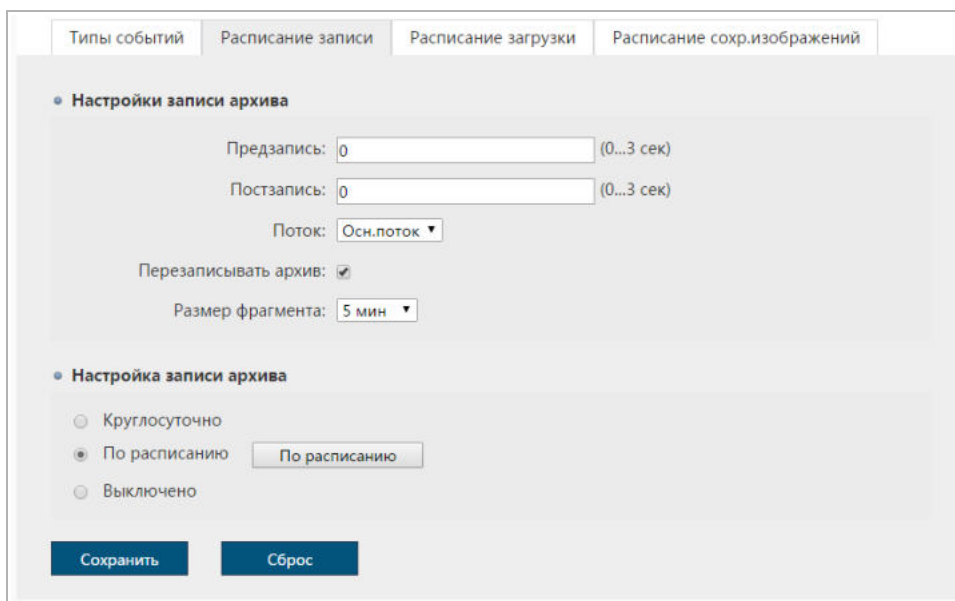 Типы событий Расписание записи Расписание загрузки Расписание сохр.изображений
Настройки записи архива
Предзапись: 0 (0...3 сек)
Постзапись: 0 (0...3 сек)
Поток: Осн.поток
Перезаписывать архив:
Размер фрагмента: 5 мин
Настройка записи архива
Круглосуточно
По расписанию По расписанию
Выключено
Сохранить Сброс